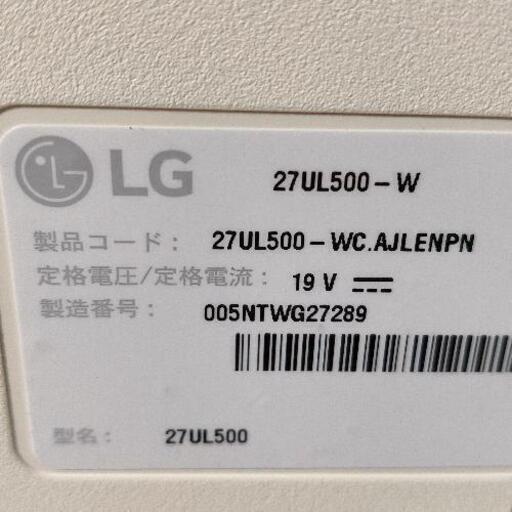 LG 27UL500-W
製品コード： 27UL500-WC.AJLENPN
定格電圧/定格電流： 19 V
製造番号： 005NTWG27289
型名： 27UL500